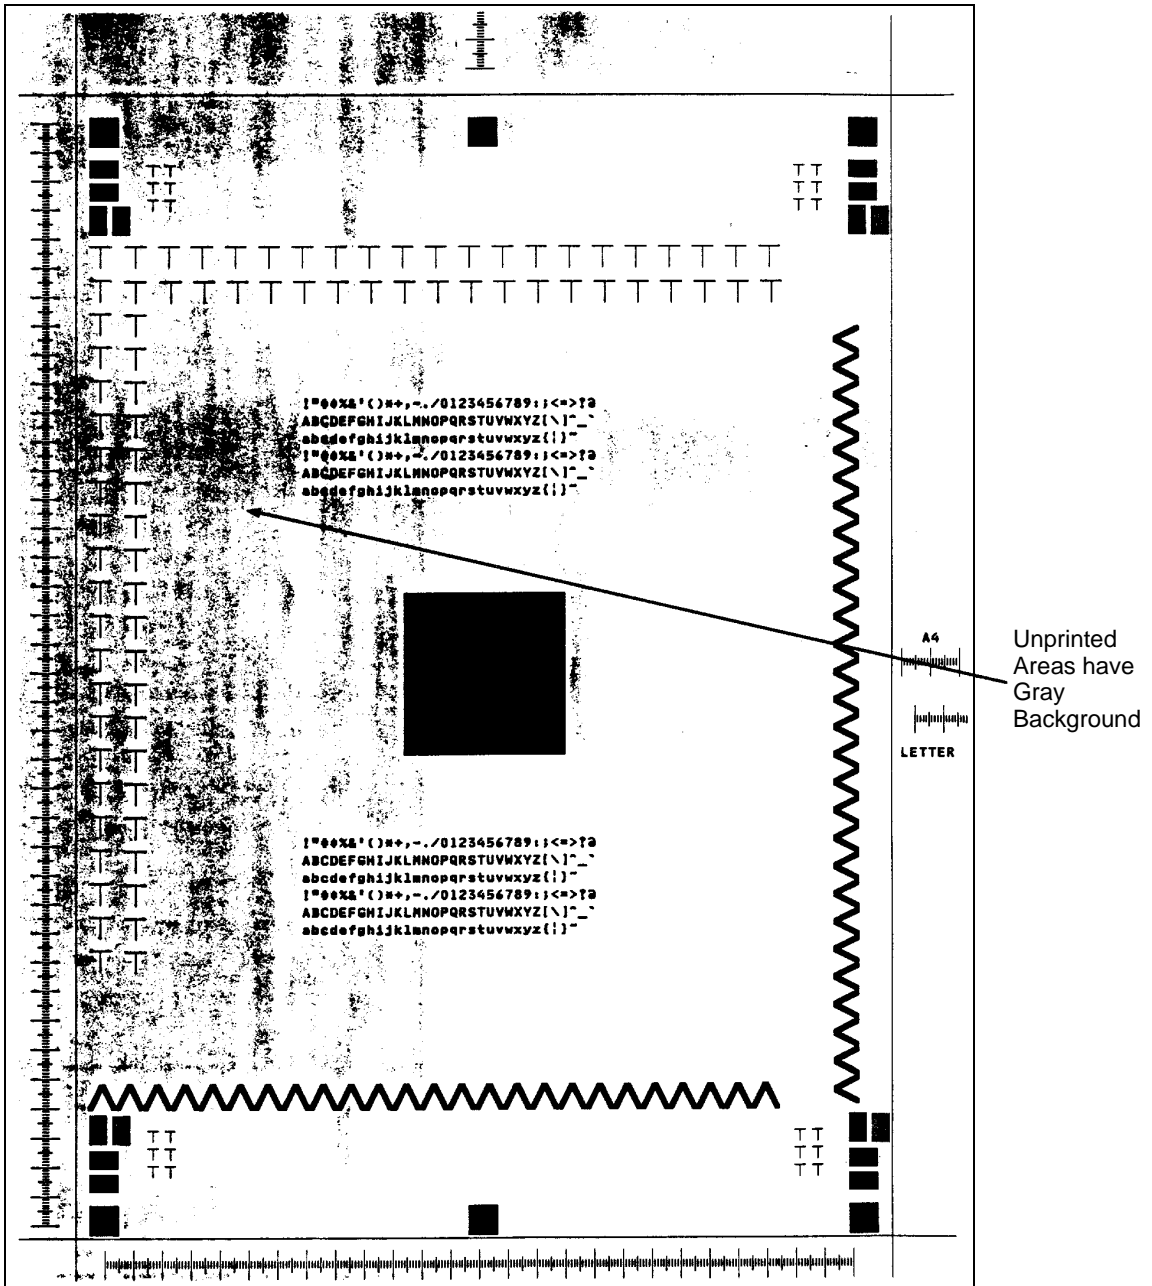 !"#$%&'()*+,-./0123456789:;<=>?@
ABCDEFGHIJKLMNOPQRSTUVWXYZ[\]^_`
abcdefghijklmnopqrstuvwxyz{¦}~
!"#$%&'()*+,-./0123456789:;<=>?@
ABCDEFGHIJKLMNOPQRSTUVWXYZ[\]^_`
abcdefghijklmnopqrstuvwxyz{¦}~
A4
LETTER
Unprinted
Areas have
Gray
Background
!"#$%&'()*+,-./0123456789:;<=>?@
ABCDEFGHIJKLMNOPQRSTUVWXYZ[\]^_`
abcdefghijklmnopqrstuvwxyz{¦}~
!"#$%&'()*+,-./0123456789:;<=>?@
ABCDEFGHIJKLMNOPQRSTUVWXYZ[\]^_`
abcdefghijklmnopqrstuvwxyz{¦}~